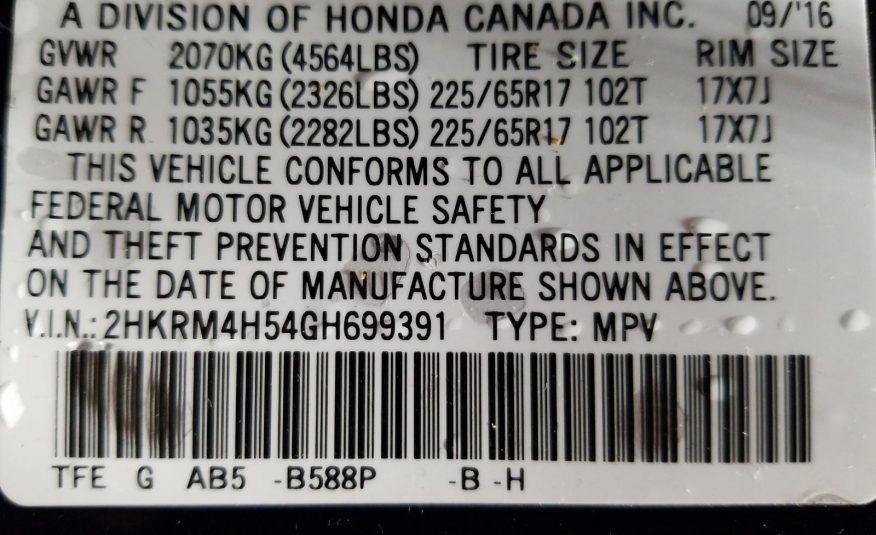 A DIVISION OF HONDA CANADA INC. 09/'16
GVWR 2070KG (4564LBS) TIRE SIZE RIM SIZE
GAWR F 1055KG (2326LBS) 225/65R17 102T 17X7J
GAWR R 1035KG (2282LBS) 225/65R17 102T 17X7J
THIS VEHICLE CONFORMS TO ALL APPLICABLE
FEDERAL MOTOR VEHICLE SAFETY
AND THEFT PREVENTION STANDARDS IN EFFECT
ON THE DATE OF MANUFACTURE SHOWN ABOVE.
V.I.N.: 2HKRM4H54GH699391 TYPE: MPV
TFE G AB5 -B588P -B -H